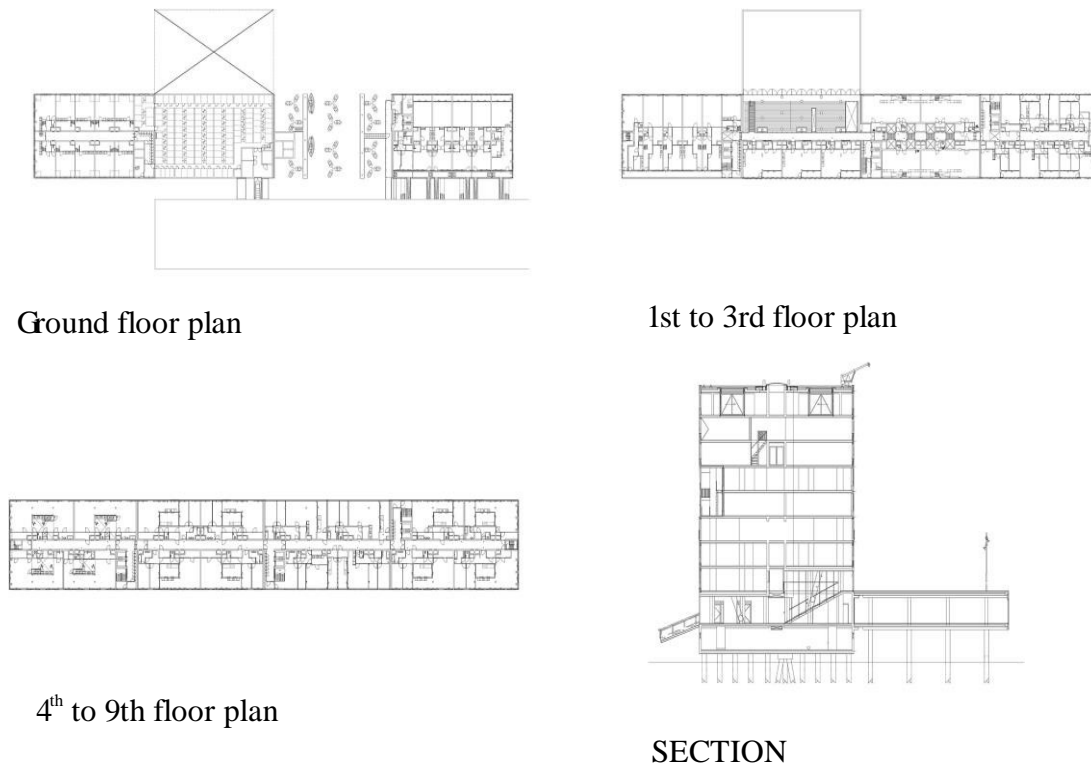 Ground floor plan
1st to 3rd floor plan
4th to 9th floor plan
SECTION